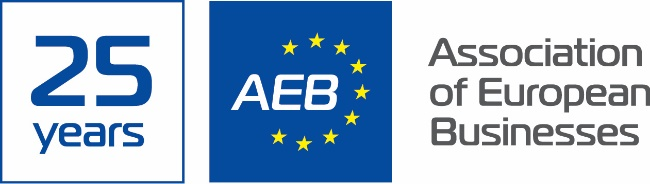 25
years
AEB
Association
of European
Businesses